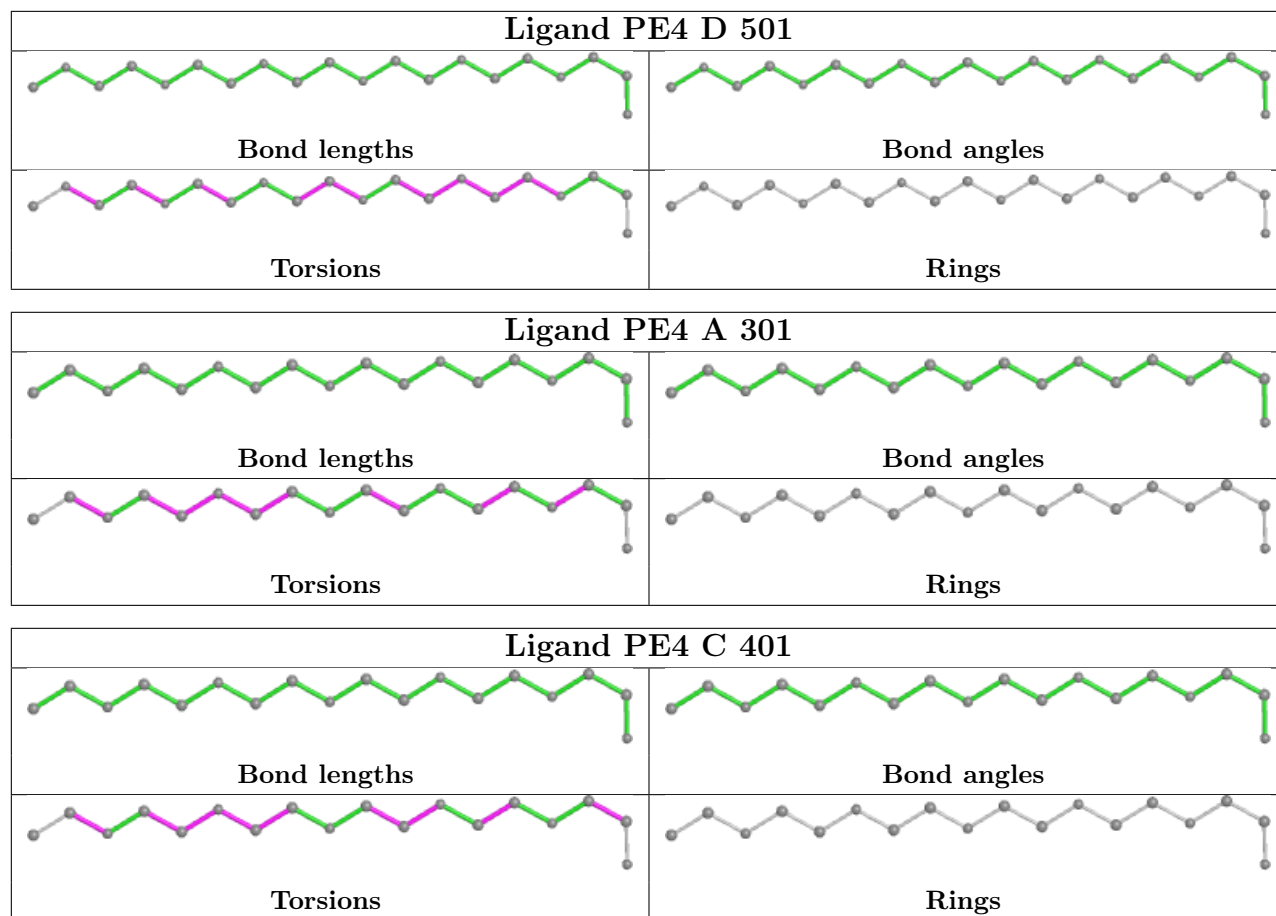 Ligand PE4 D 501
Bond lengths
Bond angles
Torsions
Rings
Ligand PE4 A 301
Bond lengths
Bond angles
Torsions
Rings
Ligand PE4 C 401
Bond lengths
Bond angles
Torsions
Rings